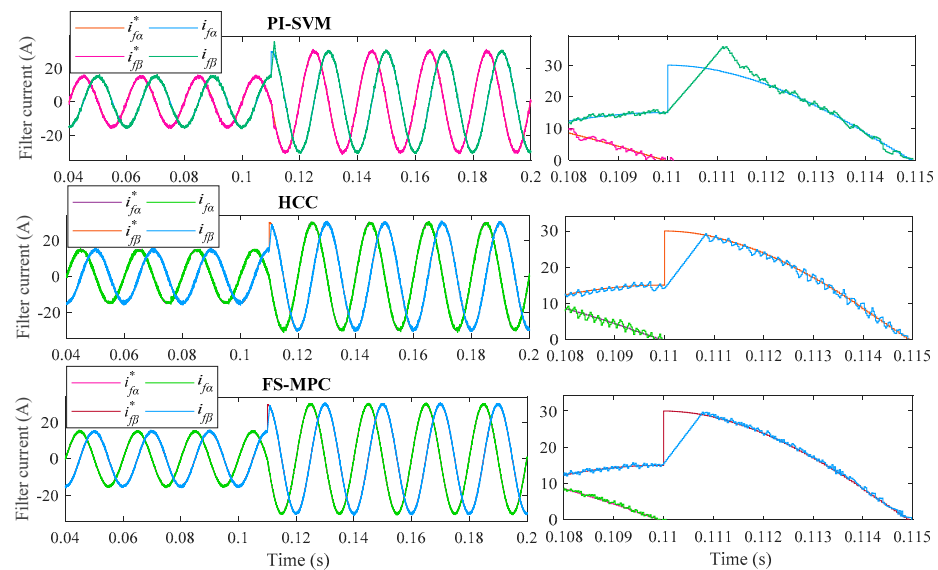 PI-SVM
i*fα ifα
i*fβ ifβ
Filter current (A)
20
0
-20
0.04 0.06 0.08 0.1 0.12 0.14 0.16 0.18 0.2
30
20
10
0
0.108 0.109 0.11 0.111 0.112 0.113 0.114 0.115
HCC
i*fα ifα
i*fβ ifβ
Filter current (A)
20
0
-20
0.04 0.06 0.08 0.1 0.12 0.14 0.16 0.18 0.2
30
20
10
0
0.108 0.109 0.11 0.111 0.112 0.113 0.114 0.115
FS-MPC
i*fα ifα
i*fβ ifβ
Filter current (A)
20
0
-20
0.04 0.06 0.08 0.1 0.12 0.14 0.16 0.18 0.2
Time (s)
30
20
10
0
0.108 0.109 0.11 0.111 0.112 0.113 0.114 0.115
Time (s)